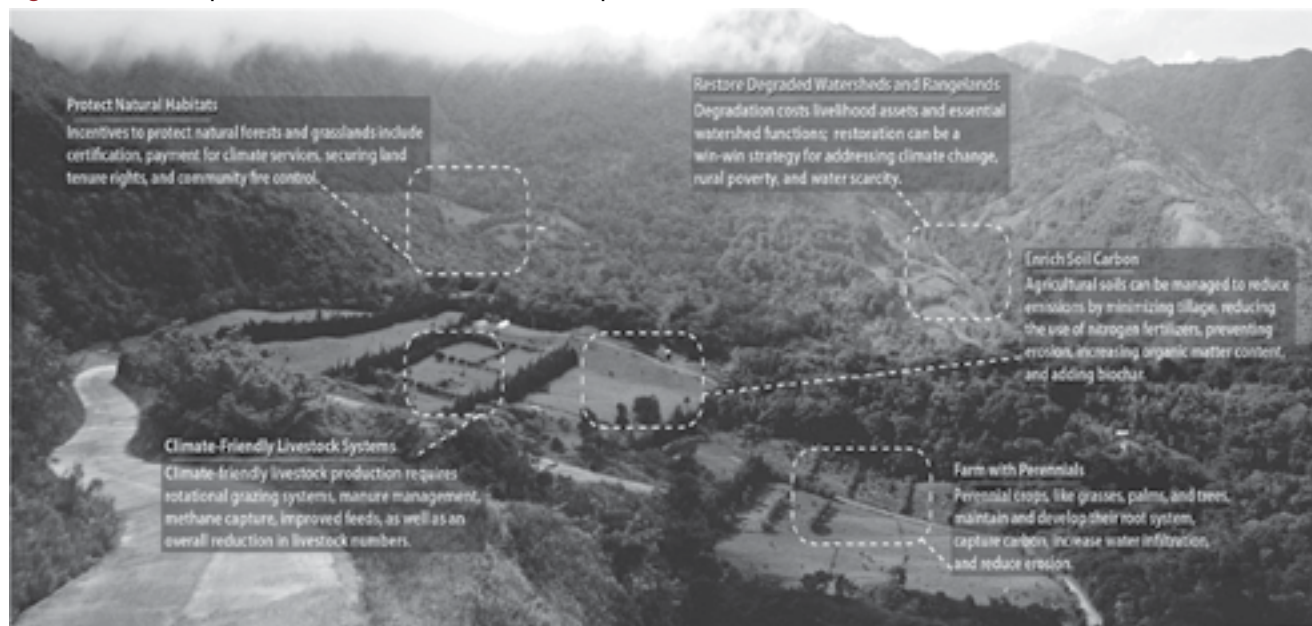 Protect Natural Habitats
Incentives to protect natural forests and grasslands include
certification, payment for climate services, securing land
tenure rights, and community fire control.
Restore Degraded Watersheds and Rangelands
Degradation costs livelihood assets and essential
watershed functions; restoration can be a
win-win strategy for addressing climate change,
rural poverty, and water scarcity.
Enrich Soil Carbon
Agricultural soils can be managed to reduce
emissions by minimizing tillage, reducing
the use of nitrogen fertilizers, preventing
erosion, increasing organic matter content,
and adding biochar.
Climate-Friendly Livestock Systems
Climate-friendly livestock production requires
rotational grazing systems, manure management,
methane capture, improved feeds, as well as an
overall reduction in livestock numbers.
Farm with Perennials
Perennial crops, like grasses, palms, and trees,
maintain and develop their root system,
capture carbon, increase water infiltration,
and reduce erosion.